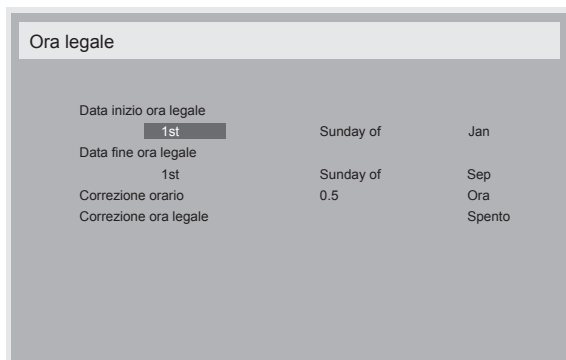 Ora legale
Data inizio ora legale
1st Sunday of Jan
Data fine ora legale
1st Sunday of Sep
Correzione orario 0.5 Ora
Correzione ora legale Spento